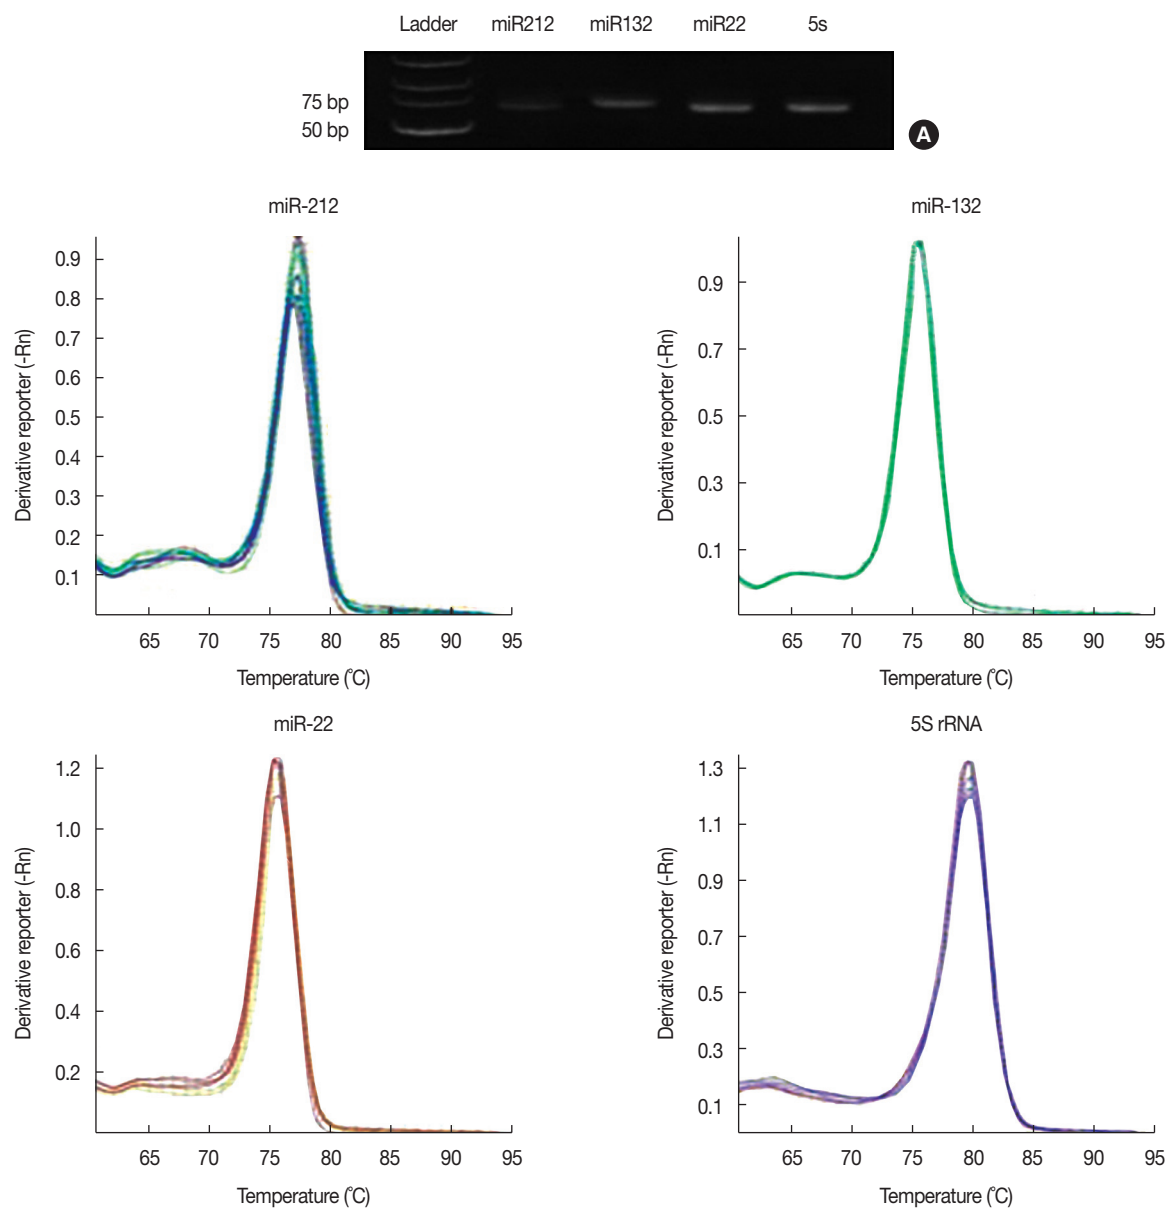 Ladder miR212 miR132 miR22 5s
75 bp
50 bp
A
miR-212
Derivative reporter (-Rn)
0.9
0.8
0.7
0.6
0.5
0.4
0.3
0.2
0.1
65 70 75 80 85 90 95
Temperature (℃)
miR-132
Derivative reporter (-Rn)
0.9
0.7
0.5
0.3
0.1
65 70 75 80 85 90 95
Temperature (℃)
miR-22
Derivative reporter (-Rn)
1.2
1.0
0.8
0.6
0.4
0.2
65 70 75 80 85 90 95
Temperature (℃)
5S rRNA
Derivative reporter (-Rn)
1.3
1.1
0.9
0.7
0.5
0.3
0.1
65 70 75 80 85 90 95
Temperature (℃)